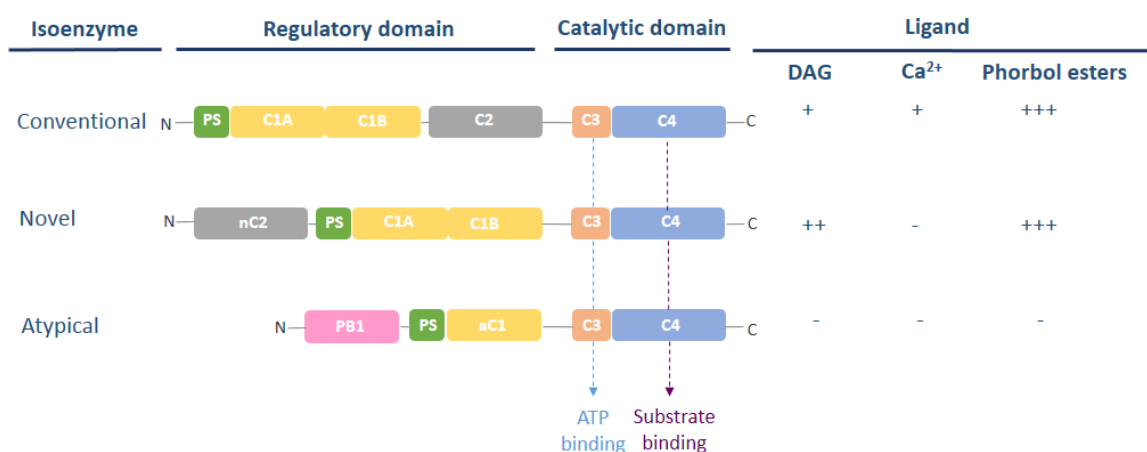 Isoenzyme Regulatory domain Catalytic domain Ligand
DAG Ca²⁺ Phorbol esters
Conventional N PS C1A C1B C2 C3 C4 C + + +++
Novel N nC2 PS C1A C1B C3 C4 C ++ - +++
Atypical N PB1 PS aC1 C3 C4 C - - -
ATP Substrate
binding binding